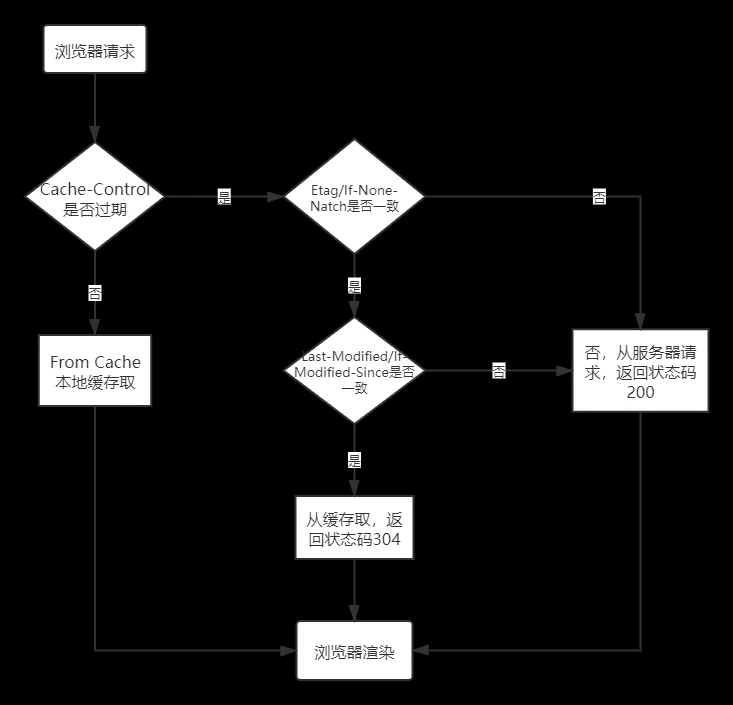 浏览器请求
Cache-Control
是否过期
是
Etag/If-None-
Natch是否一致
否
否
是
From Cache
本地缓存取
Last-Modified/If-
Modified-Since是否
一致
否
否，从服务器请
求，返回状态码
200
是
从缓存取，返
回状态码304
浏览器渲染